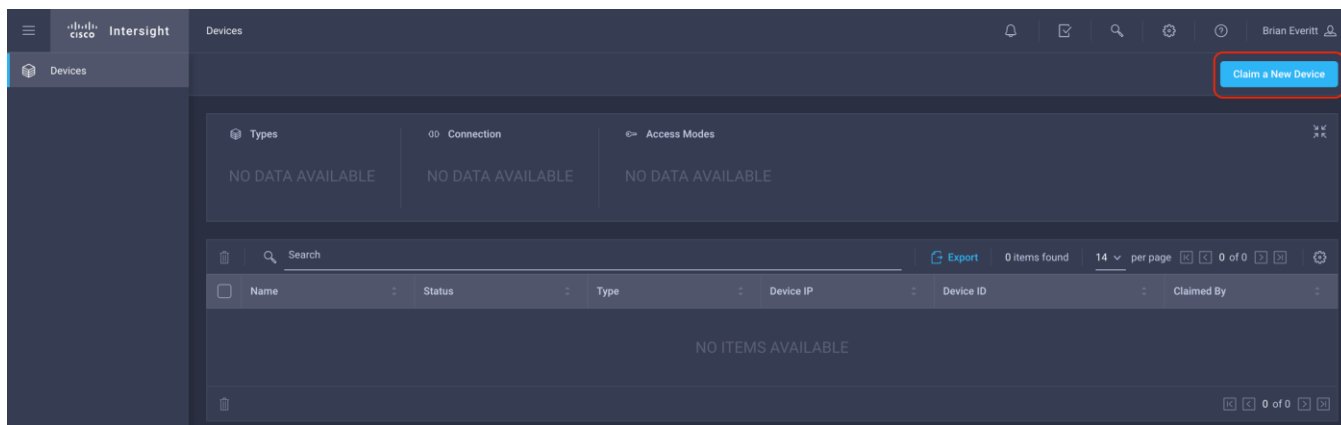 cisco Intersight Devices Brian Everitt
Devices
Claim a New Device
Types Connection Access Modes
NO DATA AVAILABLE NO DATA AVAILABLE NO DATA AVAILABLE
Search Export 0 items found 14 per page 0 of 0
Name Status Type Device IP Device ID Claimed By
NO ITEMS AVAILABLE
0 of 0